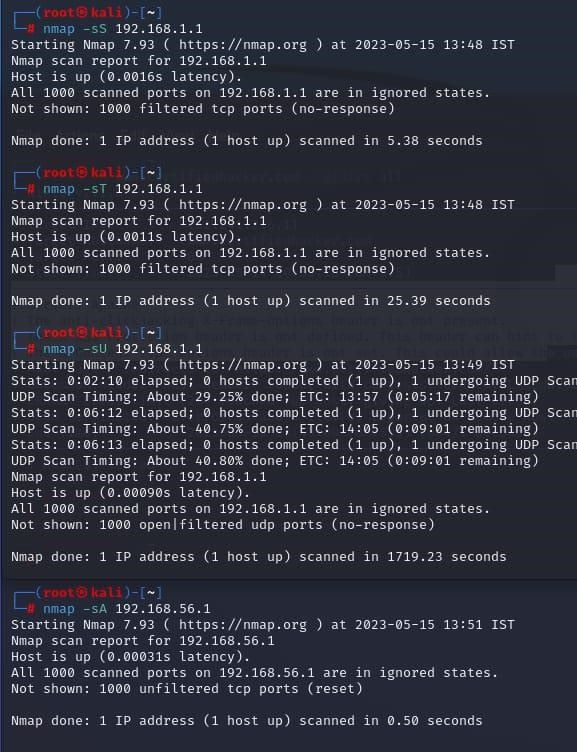 ┌──(root㉿kali)-[~]
└─# nmap -sS 192.168.1.1
Starting Nmap 7.93 ( https://nmap.org ) at 2023-05-15 13:48 IST
Nmap scan report for 192.168.1.1
Host is up (0.0016s latency).
All 1000 scanned ports on 192.168.1.1 are in ignored states.
Not shown: 1000 filtered tcp ports (no-response)
Nmap done: 1 IP address (1 host up) scanned in 5.38 seconds
┌──(root㉿kali)-[~]
└─# nmap -sT 192.168.1.1
Starting Nmap 7.93 ( https://nmap.org ) at 2023-05-15 13:48 IST
Nmap scan report for 192.168.1.1
Host is up (0.0011s latency).
All 1000 scanned ports on 192.168.1.1 are in ignored states.
Not shown: 1000 filtered tcp ports (no-response)
Nmap done: 1 IP address (1 host up) scanned in 25.39 seconds
┌──(root㉿kali)-[~]
└─# nmap -sU 192.168.1.1
Starting Nmap 7.93 ( https://nmap.org ) at 2023-05-15 13:49 IST
Stats: 0:02:10 elapsed; 0 hosts completed (1 up), 1 undergoing UDP Scan
UDP Scan Timing: About 29.25% done; ETC: 13:57 (0:05:17 remaining)
Stats: 0:06:12 elapsed; 0 hosts completed (1 up), 1 undergoing UDP Scan
UDP Scan Timing: About 40.75% done; ETC: 14:05 (0:09:01 remaining)
Stats: 0:06:13 elapsed; 0 hosts completed (1 up), 1 undergoing UDP Scan
UDP Scan Timing: About 40.80% done; ETC: 14:05 (0:09:01 remaining)
Nmap scan report for 192.168.1.1
Host is up (0.00090s latency).
All 1000 scanned ports on 192.168.1.1 are in ignored states.
Not shown: 1000 open|filtered udp ports (no-response)
Nmap done: 1 IP address (1 host up) scanned in 1719.23 seconds
┌──(root㉿kali)-[~]
└─# nmap -sA 192.168.56.1
Starting Nmap 7.93 ( https://nmap.org ) at 2023-05-15 13:51 IST
Nmap scan report for 192.168.56.1
Host is up (0.00031s latency).
All 1000 scanned ports on 192.168.56.1 are in ignored states.
Not shown: 1000 unfiltered tcp ports (reset)
Nmap done: 1 IP address (1 host up) scanned in 0.50 seconds